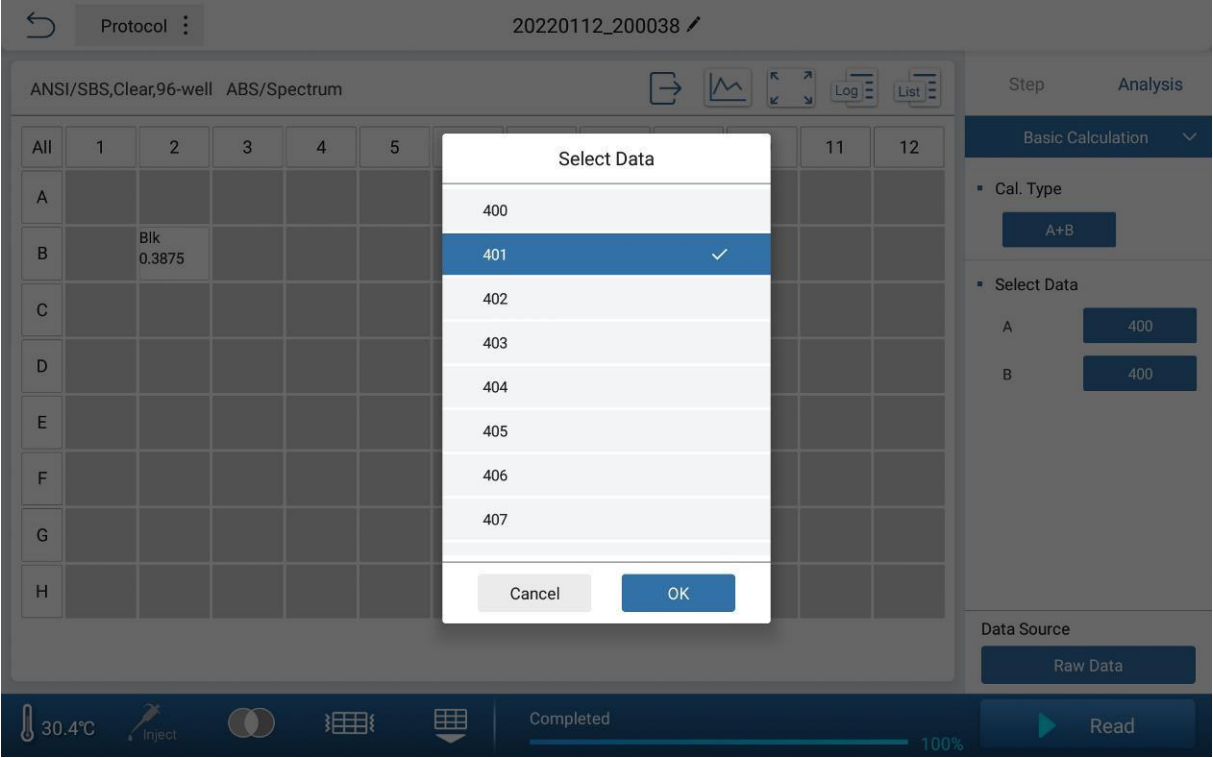 Protocol
20220112_200038
ANSI/SBS,Clear,96-well ABS/Spectrum
Log
List
Step Analysis
All 1 2 3 4 5 11 12
A
B
C
D
E
F
G
H
Blk
0.3875
Select Data
400
401
402
403
404
405
406
407
Cancel OK
Basic Calculation
Cal. Type
A+B
Select Data
A 400
B 400
Data Source
Raw Data
30.4℃
Inject
Completed
100%
Read